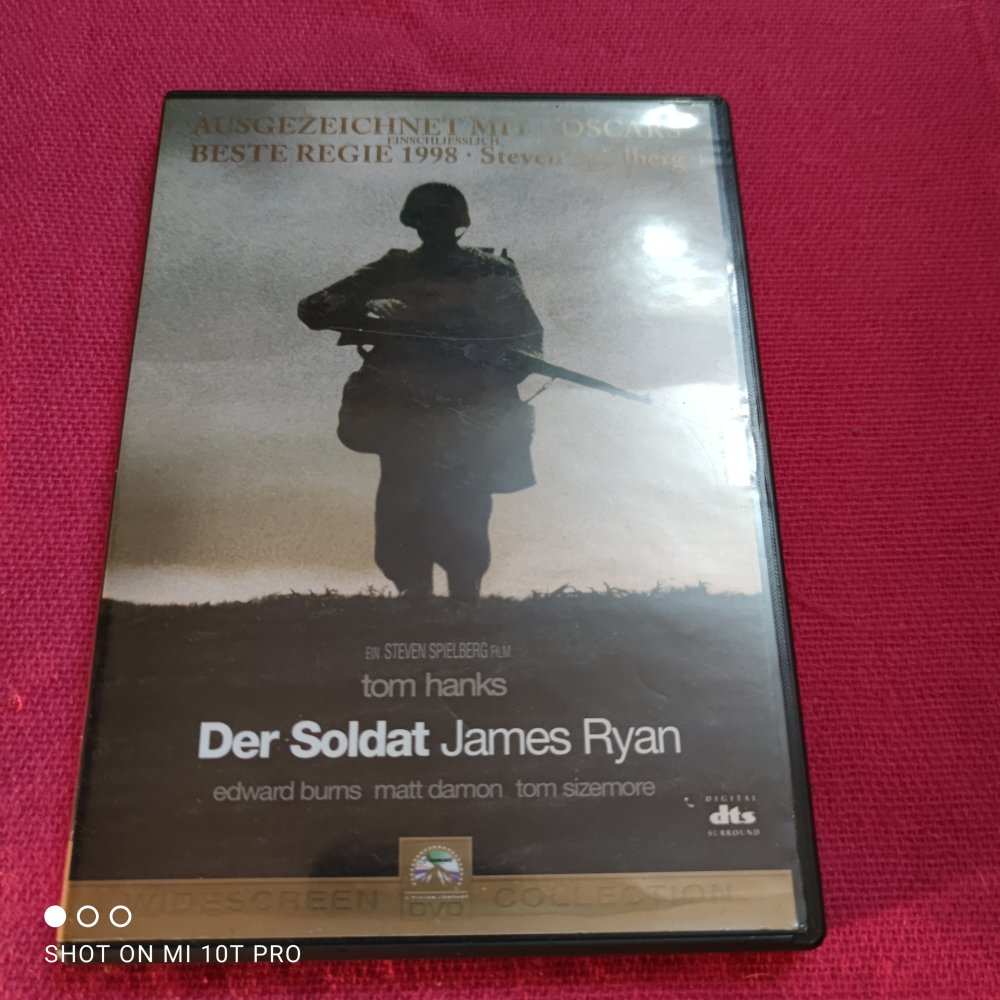 AUSGEZEICHNET MIT OSCARS
EINSCHLIESSLICH
BESTE REGIE 1998 · Steven
EIN STEVEN SPIELBERG FILM
tom hanks
Der Soldat James Ryan
edward burns matt damon tom sizemore
DIGITAL
dts
SURROUND
WIDESCREEN COLLECTION
DVD
SHOT ON MI 10T PRO